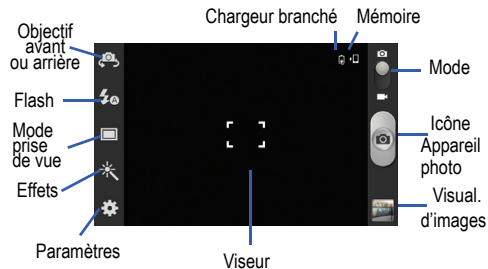 Chargeur branché
Mémoire
Objectif
avant
ou arrière
Flash
Mode
prise
de vue
Effets
Paramètres
Viseur
Mode
Icône
Appareil
photo
Visual.
d'images